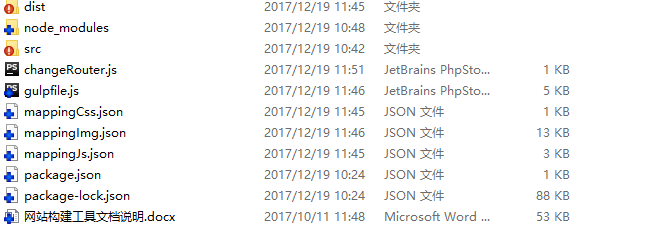 dist 2017/12/19 11:45 文件夹
node_modules 2017/12/19 10:48 文件夹
src 2017/12/19 10:42 文件夹
changeRouter.js 2017/12/19 11:51 JetBrains PhpSto... 1 KB
gulpfile.js 2017/12/19 11:46 JetBrains PhpSto... 5 KB
mappingCss.json 2017/12/19 11:45 JSON 文件 1 KB
mappingImg.json 2017/12/19 11:46 JSON 文件 13 KB
mappingJs.json 2017/12/19 11:45 JSON 文件 3 KB
package.json 2017/12/19 10:24 JSON 文件 1 KB
package-lock.json 2017/12/19 10:24 JSON 文件 88 KB
网站构建工具文档说明.docx 2017/10/11 11:48 Microsoft Word ... 53 KB